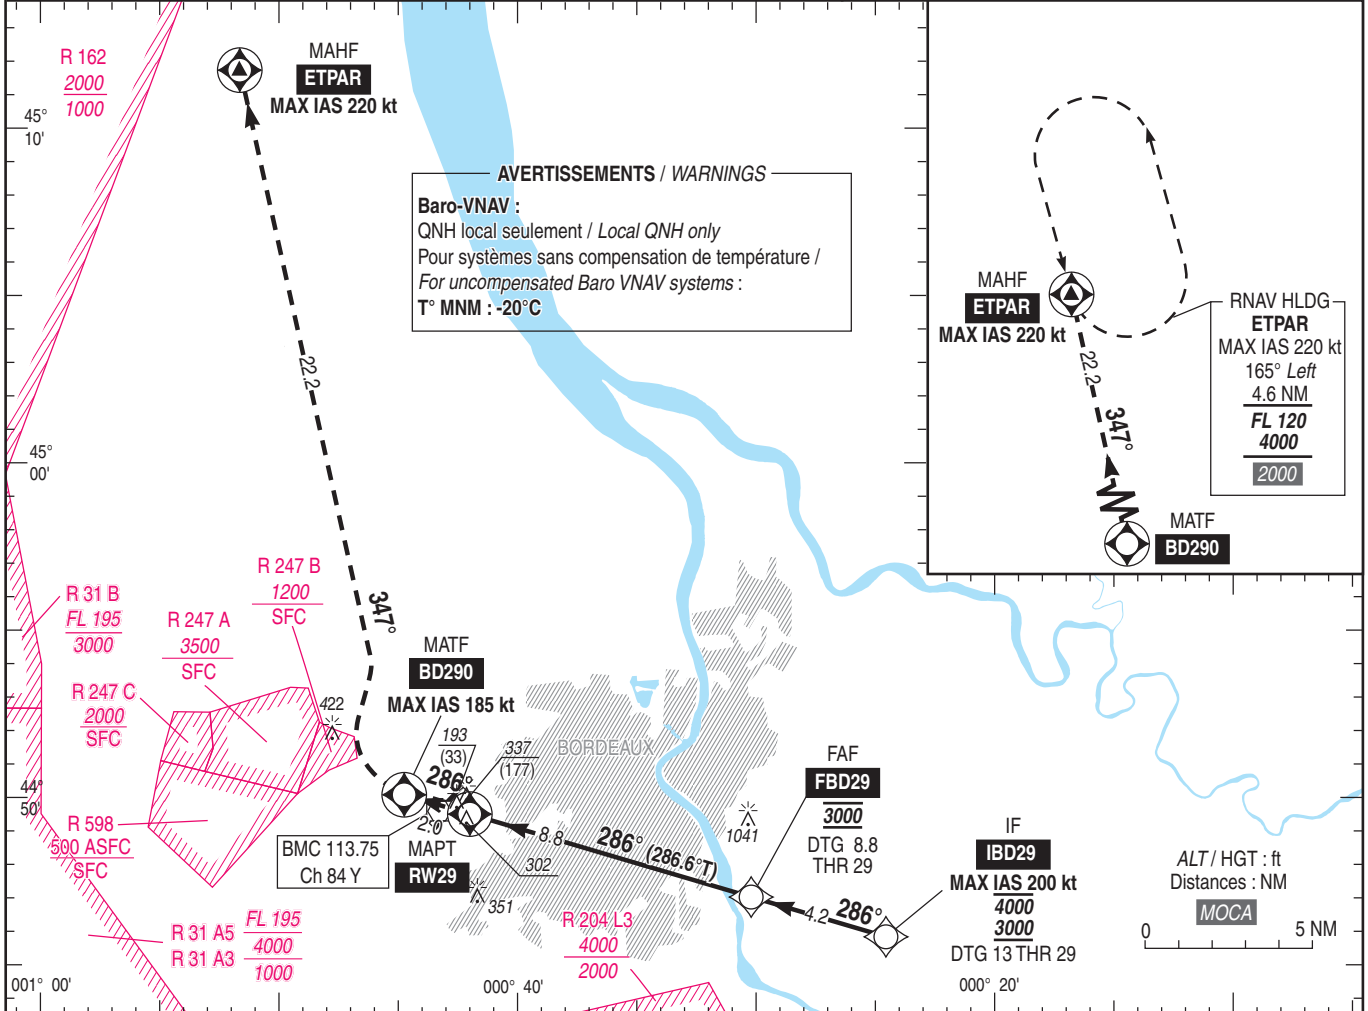 R 162
2000
1000
MAHF
ETPAR
MAX IAS 220 kt
45°
10'
AVERTISSEMENTS / WARNINGS
Baro-VNAV :
QNH local seulement / Local QNH only
Pour systèmes sans compensation de température /
For uncompensated Baro VNAV systems :
T° MNM : -20°C
MAHF
ETPAR
MAX IAS 220 kt
RNAV HLDG
ETPAR
MAX IAS 220 kt
165° Left
4.6 NM
FL 120
4000
2000
22.2
347°
MATF
BD290
22.2
347°
45°
00'
R 31 B
FL 195
3000
R 247 A
3500
SFC
R 247 B
1200
SFC
R 247 C
2000
SFC
422
MATF
BD290
MAX IAS 185 kt
193
(33)
337
(177)
BORDEAUX
286°
2.0
44°
50'
R 598
500 ASFC
SFC
BMC 113.75
Ch 84 Y
MAPT
RW29
302
351
8.8
286° (286.6°T)
1041
FAF
FBD29
3000
DTG 8.8
THR 29
4.2
286°
IF
IBD29
MAX IAS 200 kt
4000
3000
DTG 13 THR 29
ALT / HGT : ft
Distances : NM
MOCA
0
5 NM
R 31 A5
R 31 A3
FL 195
4000
1000
R 204 L3
4000
2000
001° 00'
000° 40'
000° 20'